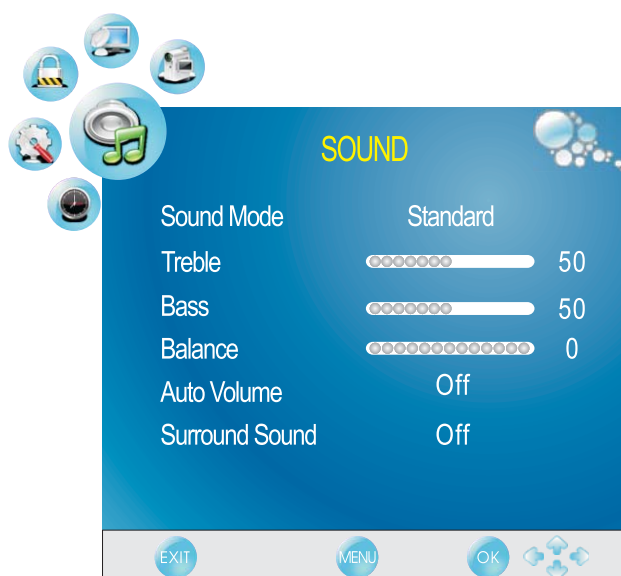 SOUND
Sound Mode Standard
Treble 50
Bass 50
Balance 0
Auto Volume Off
Surround Sound Off
EXIT MENU OK